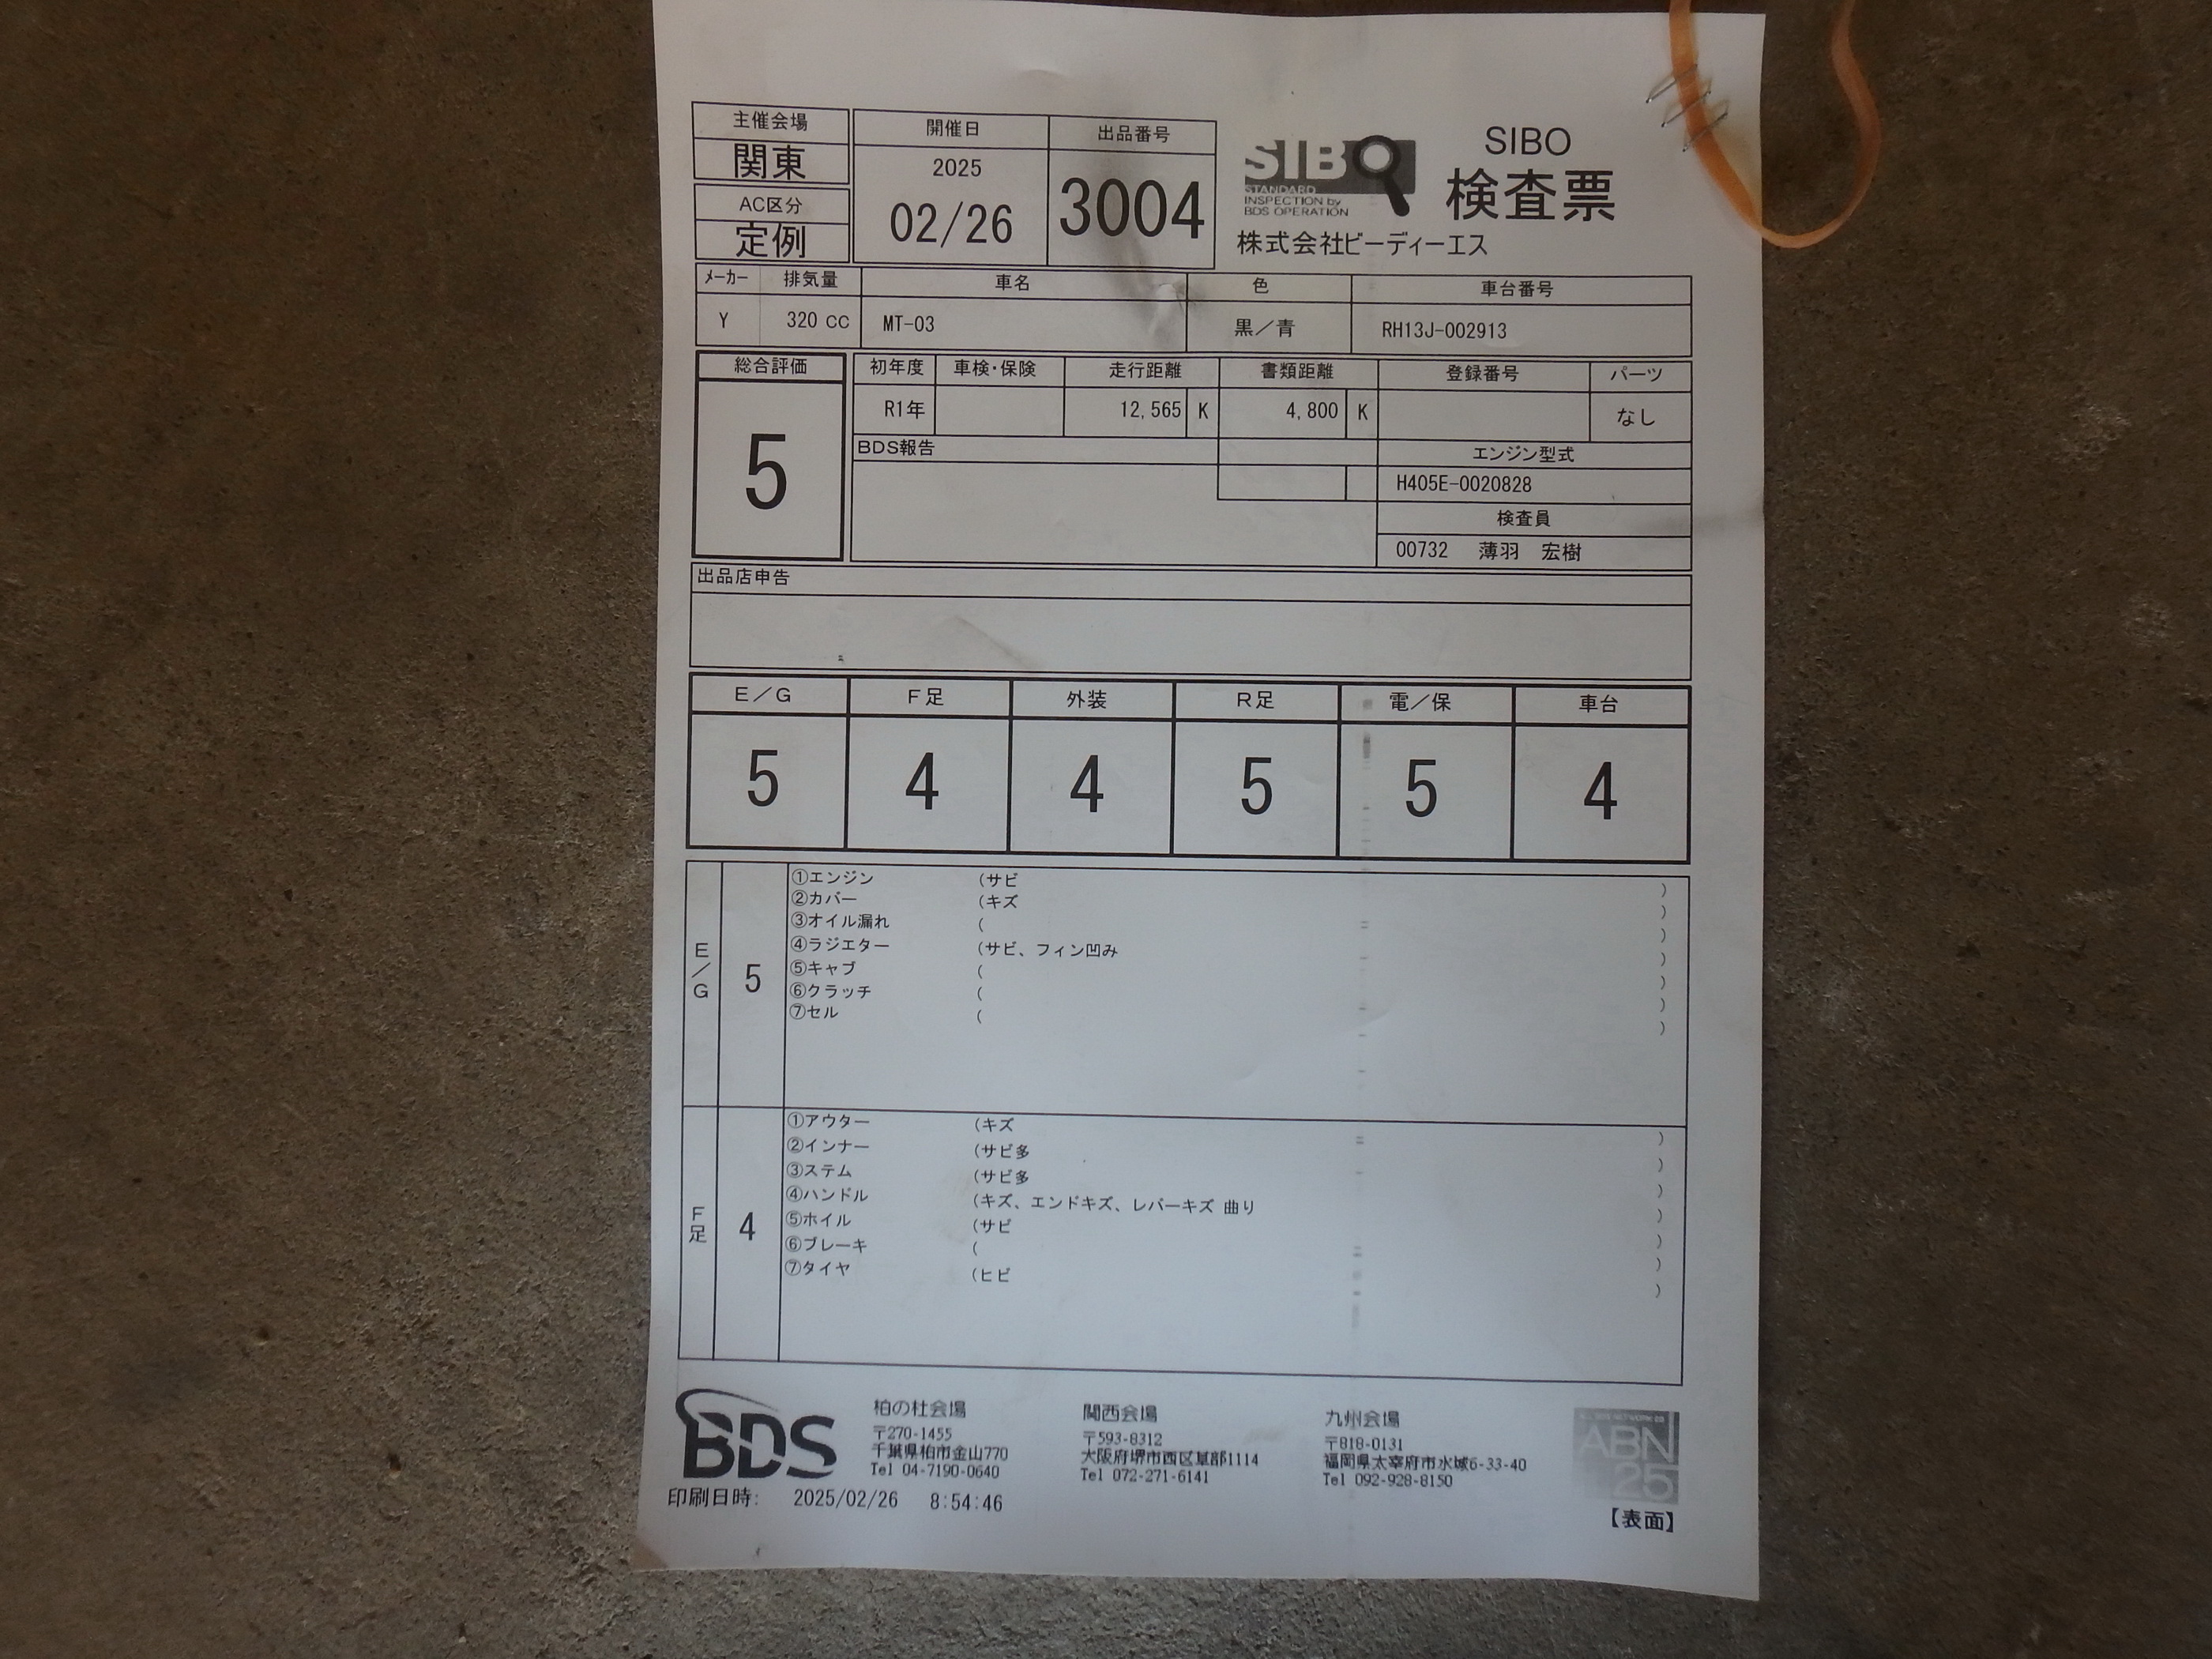 主催会場
関東
AC区分
定例
開催日
2025
02/26
出品番号
3004
SIBO
STANDARD
INSPECTION by
BDS OPERATION
SIBO
検査票
株式会社ビーディーエス
メーカー 排気量 車名 色 車台番号
Y 320 CC MT-03 黒／青 RH13J-002913
総合評価
5
初年度 車検・保険 走行距離 書類距離 登録番号 パーツ
R1年 12,565 K 4,800 K なし
BDS報告
エンジン型式
H405E-0020828
検査員
00732 薄羽 宏樹
出品店申告
E／G F足 外装 R足 電／保 車台
5 4 4 5 5 4
E／G
5
①エンジン (サビ )
②カバー (キズ )
③オイル漏れ ( )
④ラジエター (サビ、フィン凹み )
⑤キャブ ( )
⑥クラッチ ( )
⑦セル ( )
F足
4
①アウター (キズ )
②インナー (サビ多 )
③ステム (サビ多 )
④ハンドル (キズ、エンドキズ、レバーキズ 曲り )
⑤ホイル (サビ )
⑥ブレーキ ( )
⑦タイヤ (ヒビ )
BDS
柏の杜会場
〒270-1455
千葉県柏市金山770
Tel 04-7190-0640
関西会場
〒593-8312
大阪府堺市西区草部1114
Tel 072-271-6141
九州会場
〒818-0131
福岡県太宰府市水城6-33-40
Tel 092-928-8150
ABN
25
印刷日時: 2025/02/26 8:54:46
【表面】